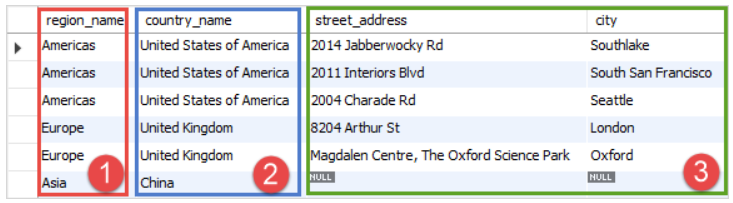 region_name country_name street_address city
Americas United States of America 2014 Jabberwocky Rd Southlake
Americas United States of America 2011 Interiors Blvd South San Francisco
Americas United States of America 2004 Charade Rd Seattle
Europe United Kingdom 8204 Arthur St London
Europe United Kingdom Magdalen Centre, The Oxford Science Park Oxford
Asia China NULL NULL
1 2 3